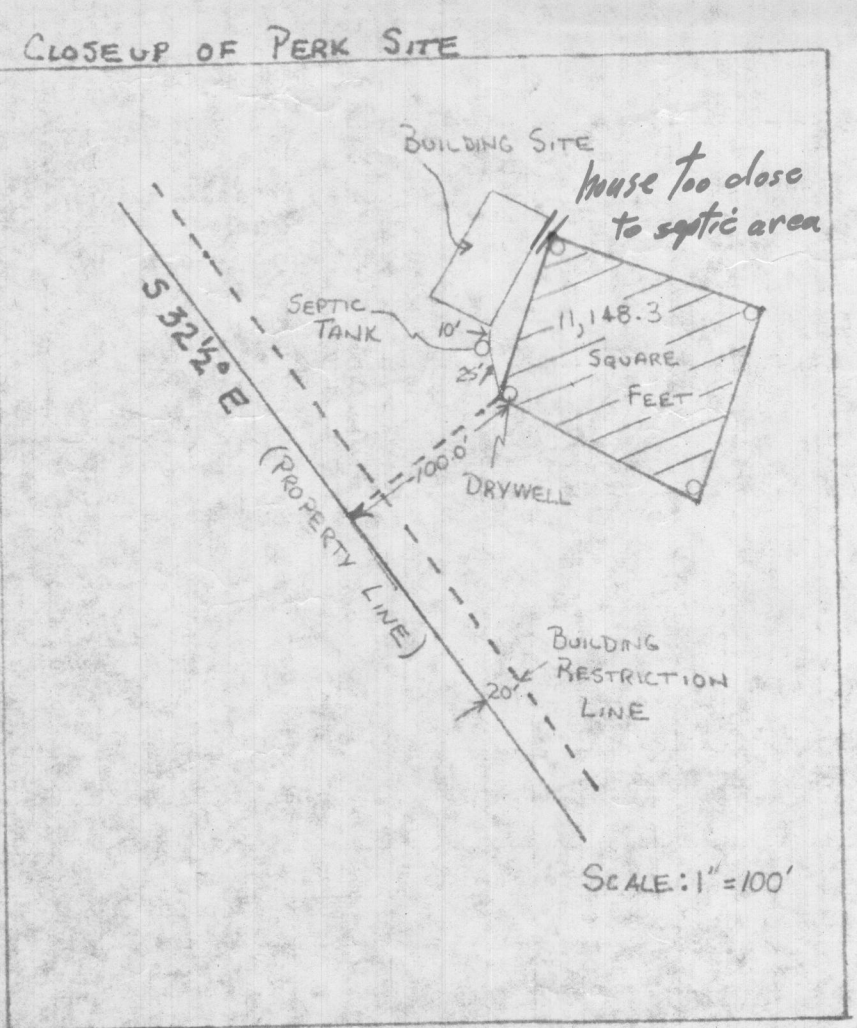 CLOSEUP OF PERK SITE
BUILDING SITE
house too close
to septic area
SEPTIC
TANK
10'
25'
11,148.3
SQUARE
FEET
S 32½° E
(PROPERTY LINE)
100.0'
DRYWELL
BUILDING
RESTRICTION
LINE
20'
SCALE: 1" = 100'